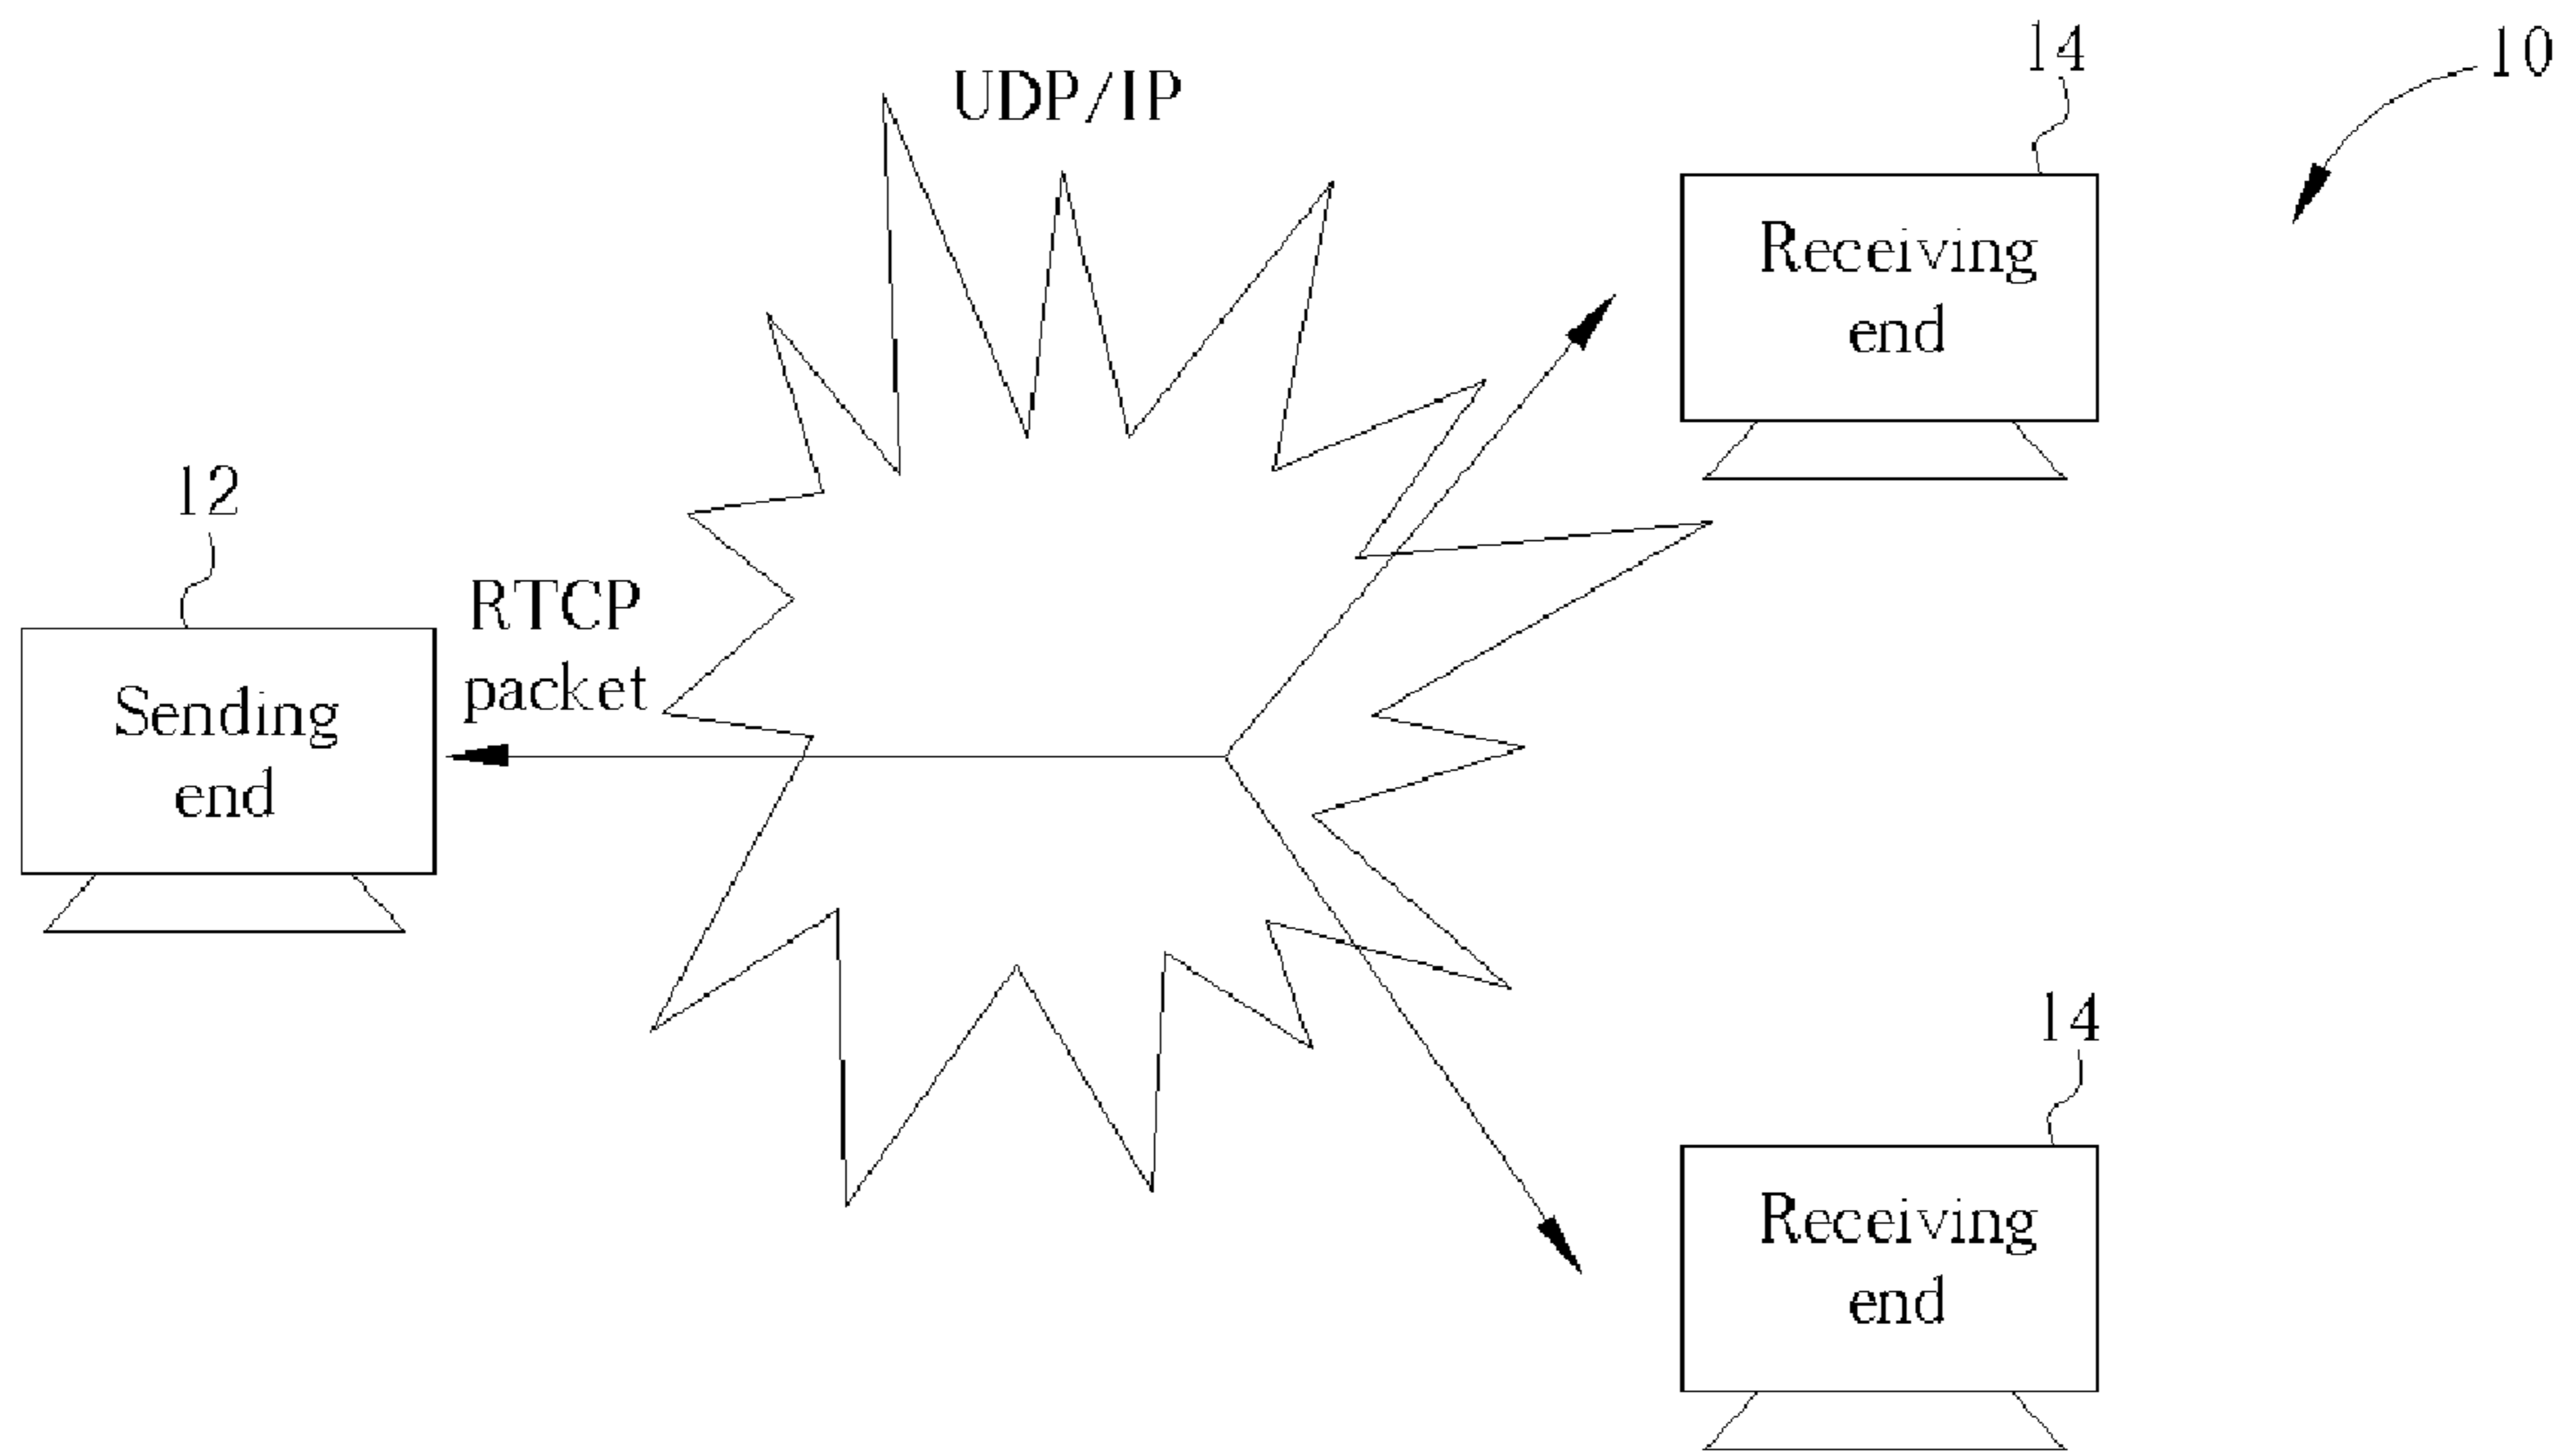 UDP/IP
14
10
Receiving
end
12
RTCP
packet
Sending
end
14
Receiving
end